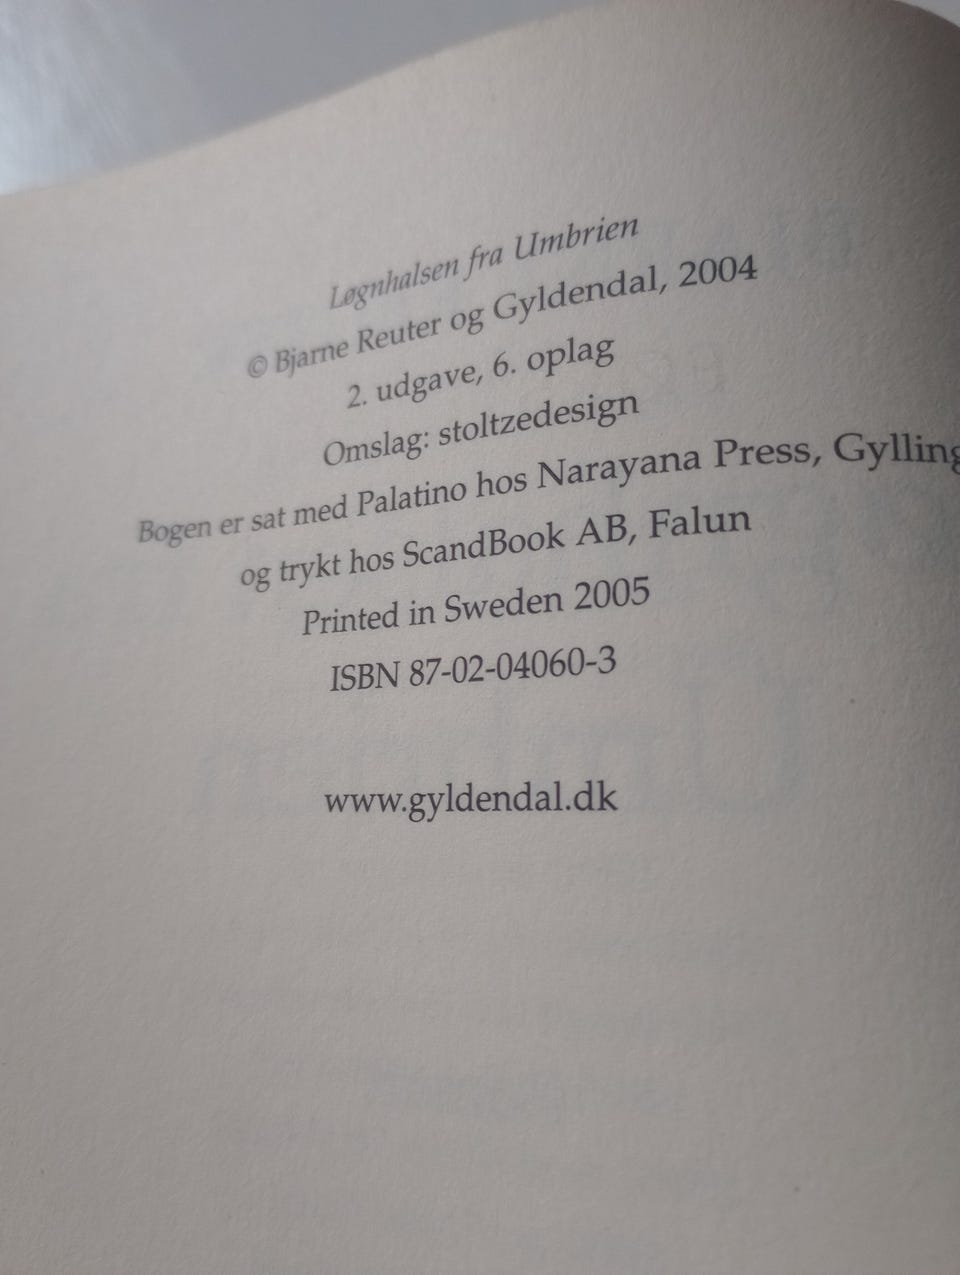 Løgnhalsen fra Umbrien
© Bjarne Reuter og Gyldendal, 2004
2. udgave, 6. oplag
Omslag: stoltzedesign
Bogen er sat med Palatino hos Narayana Press, Gylling
og trykt hos ScandBook AB, Falun
Printed in Sweden 2005
ISBN 87-02-04060-3
www.gyldendal.dk